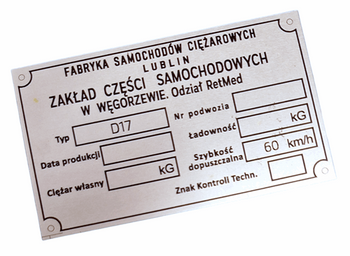 FABRYKA SAMOCHODÓW CIĘŻAROWYCH
LUBLIN
ZAKŁAD CZĘŚCI SAMOCHODOWYCH
W WĘGORZEWIE. Odział RetMed
Typ D17
Nr podwozia
Data produkcji
Ładowność kG
Ciężar własny kG
Szybkość dopuszczalna 60 km/h
Znak Kontroli Techn.